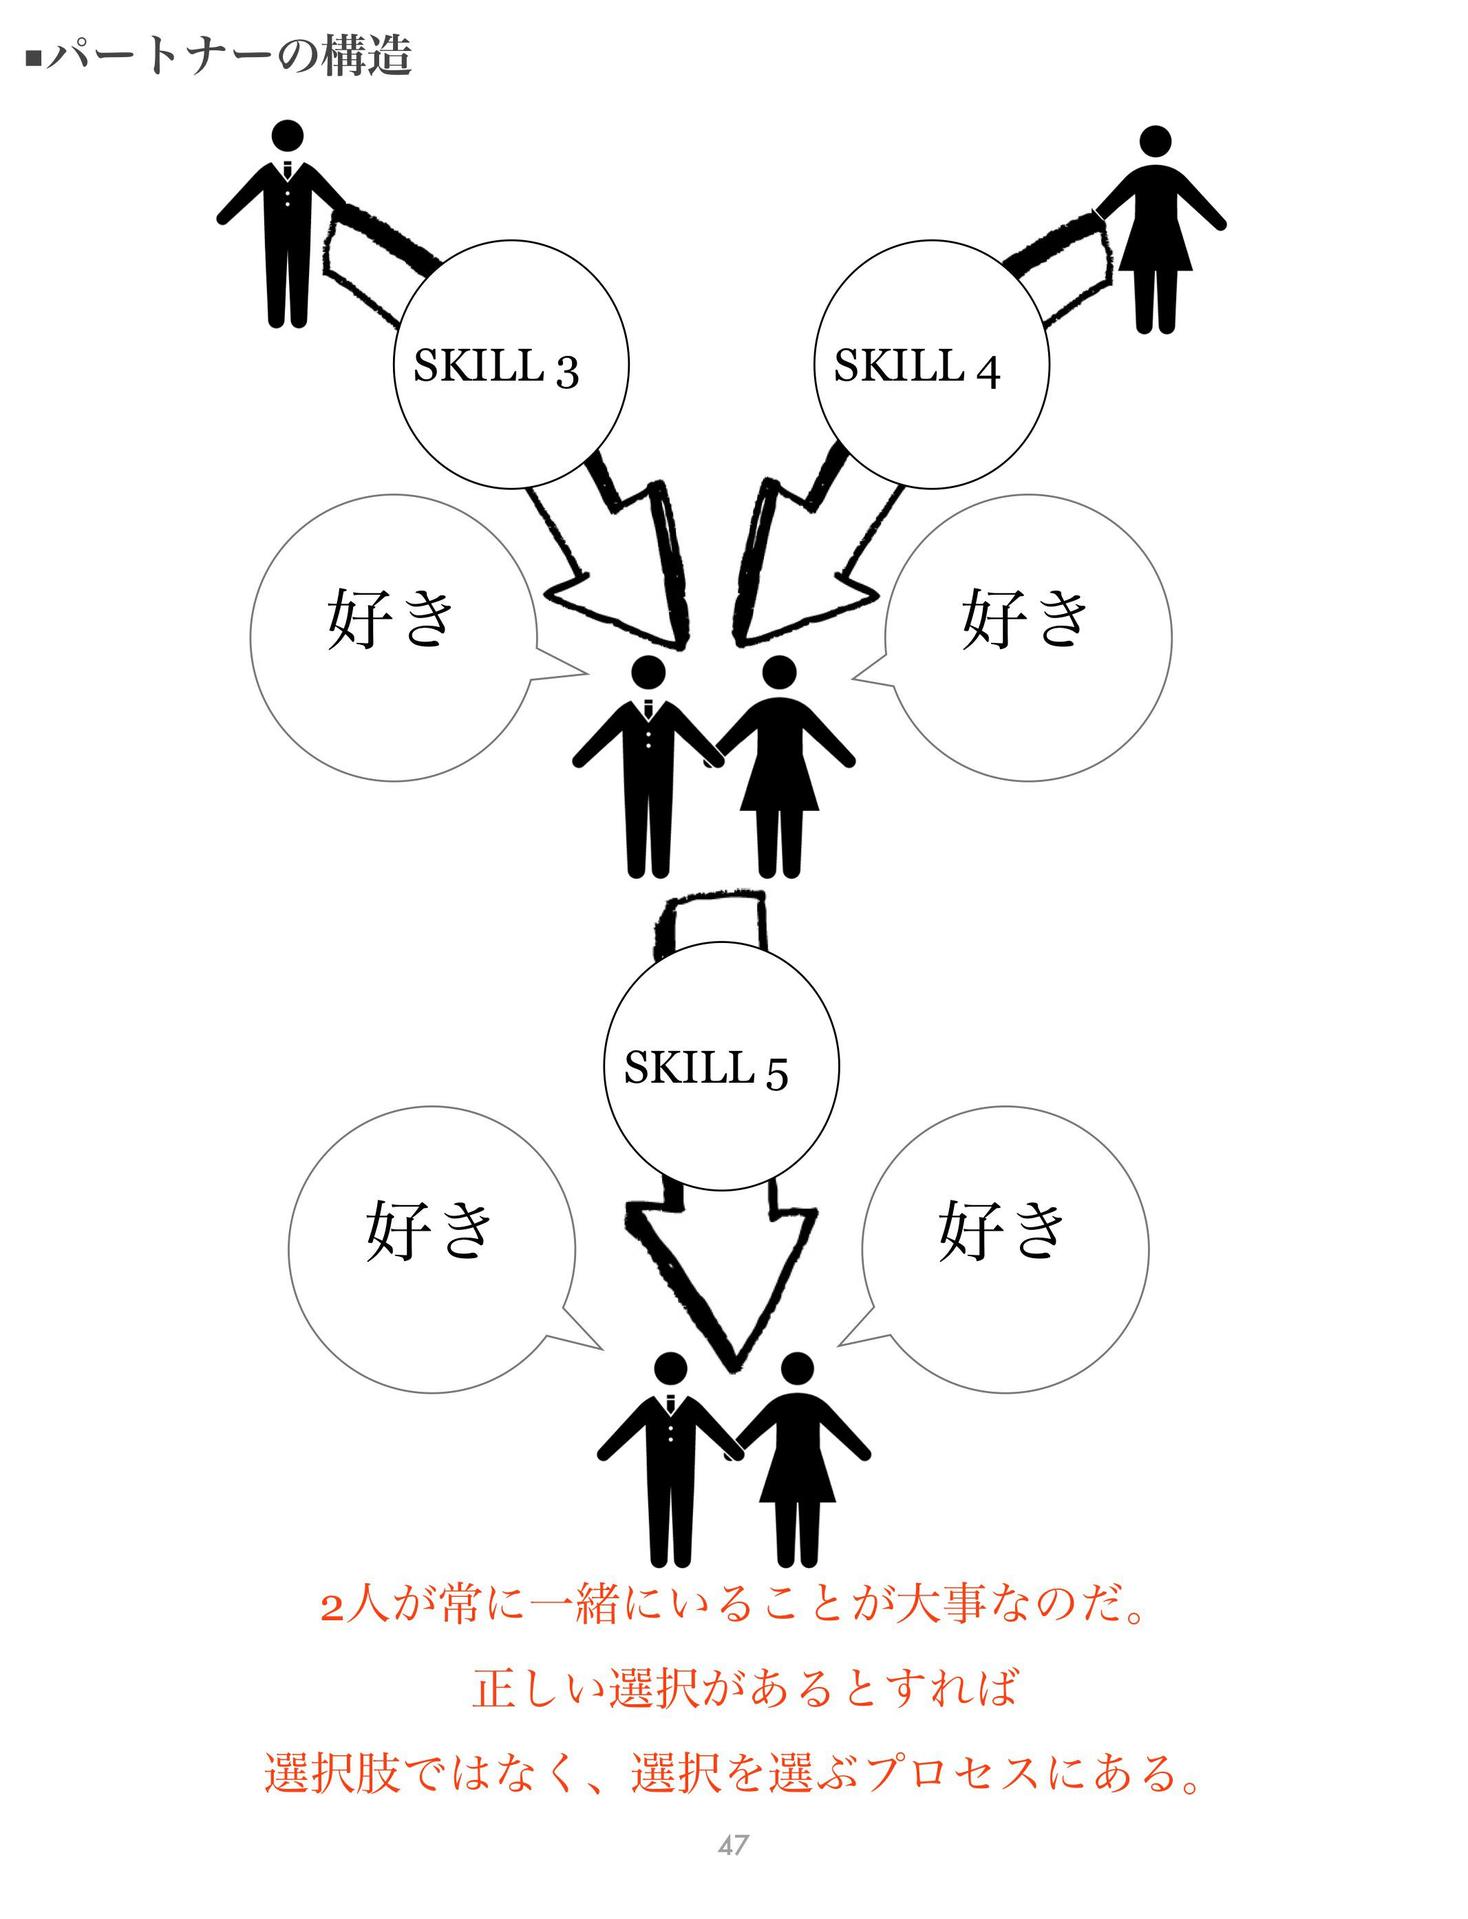 ■パートナーの構造
SKILL 3
SKILL 4
好き
好き
SKILL 5
好き
好き
2人が常に一緒にいることが大事なのだ。
正しい選択があるとすれば
選択肢ではなく、選択を選ぶプロセスにある。
47